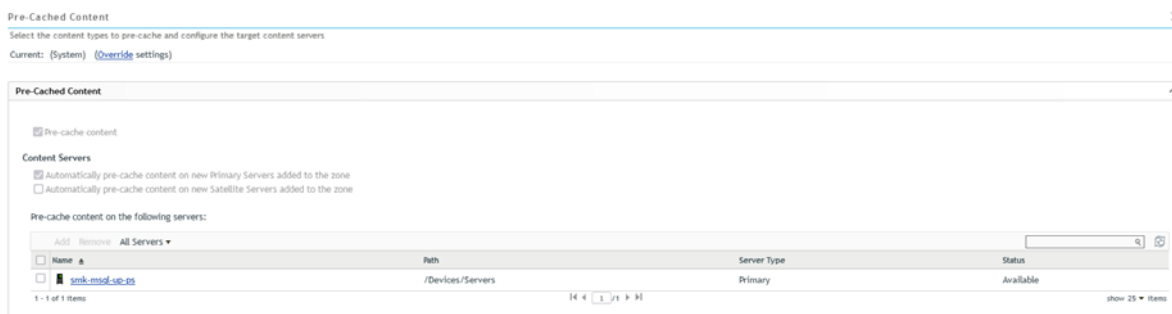 Pre-Cached Content
Select the content types to pre-cache and configure the target content servers
Current: (System) (Override settings)
Pre-Cached Content
Pre-cache content
Content Servers
Automatically pre-cache content on new Primary Servers added to the zone
Automatically pre-cache content on new Satellite Servers added to the zone
Pre-cache content on the following servers:
Add Remove All Servers
Name Path Server Type Status
smk-msql-up-ps /Devices/Servers Primary Available
1 - 1 of 1 items 1 /1 show 25 items